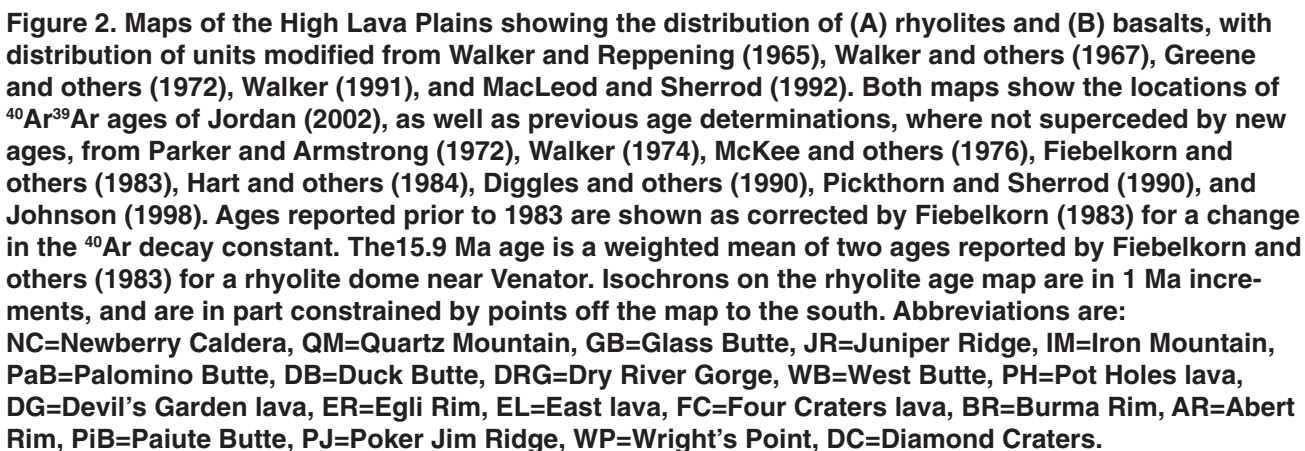 Figure 2. Maps of the High Lava Plains showing the distribution of (A) rhyolites and (B) basalts, with
distribution of units modified from Walker and Reppening (1965), Walker and others (1967), Greene
and others (1972), Walker (1991), and MacLeod and Sherrod (1992). Both maps show the locations of
⁴⁰Ar³⁹Ar ages of Jordan (2002), as well as previous age determinations, where not superceded by new
ages, from Parker and Armstrong (1972), Walker (1974), McKee and others (1976), Fiebelkorn and
others (1983), Hart and others (1984), Diggles and others (1990), Pickthorn and Sherrod (1990), and
Johnson (1998). Ages reported prior to 1983 are shown as corrected by Fiebelkorn (1983) for a change
in the ⁴⁰Ar decay constant. The15.9 Ma age is a weighted mean of two ages reported by Fiebelkorn and
others (1983) for a rhyolite dome near Venator. Isochrons on the rhyolite age map are in 1 Ma incre-
ments, and are in part constrained by points off the map to the south. Abbreviations are:
NC=Newberry Caldera, QM=Quartz Mountain, GB=Glass Butte, JR=Juniper Ridge, IM=Iron Mountain,
PaB=Palomino Butte, DB=Duck Butte, DRG=Dry River Gorge, WB=West Butte, PH=Pot Holes lava,
DG=Devil's Garden lava, ER=Egli Rim, EL=East lava, FC=Four Craters lava, BR=Burma Rim, AR=Abert
Rim, PiB=Paiute Butte, PJ=Poker Jim Ridge, WP=Wright's Point, DC=Diamond Craters.